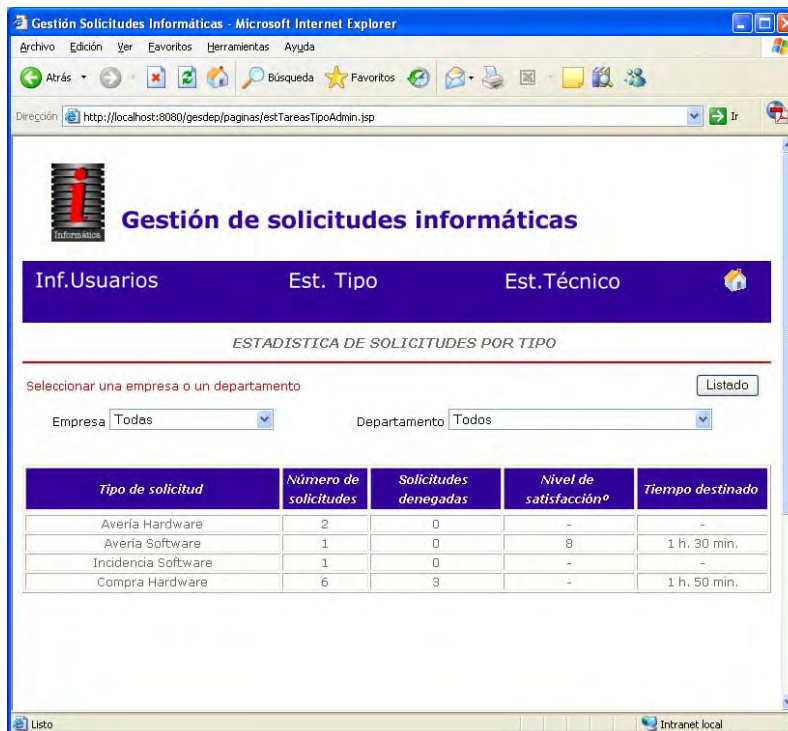 Gestión Solicitudes Informáticas - Microsoft Internet Explorer
Archivo Edición Ver Favoritos Herramientas Ayuda
Atrás Búsqueda Favoritos
Dirección http://localhost:8080/gesdep/paginas/estTareasTipoAdmin.jsp Ir
i
Informática
Gestión de solicitudes informáticas
Inf.Usuarios Est. Tipo Est.Técnico
ESTADISTICA DE SOLICITUDES POR TIPO
Seleccionar una empresa o un departamento Listado
Empresa Todas Departamento Todos
Tipo de solicitud Número de solicitudes Solicitudes denegadas Nivel de satisfacciónº Tiempo destinado
Avería Hardware 2 0 - -
Avería Software 1 0 8 1 h. 30 min.
Incidencia Software 1 0 - -
Compra Hardware 6 3 - 1 h. 50 min.
Listo Intranet local